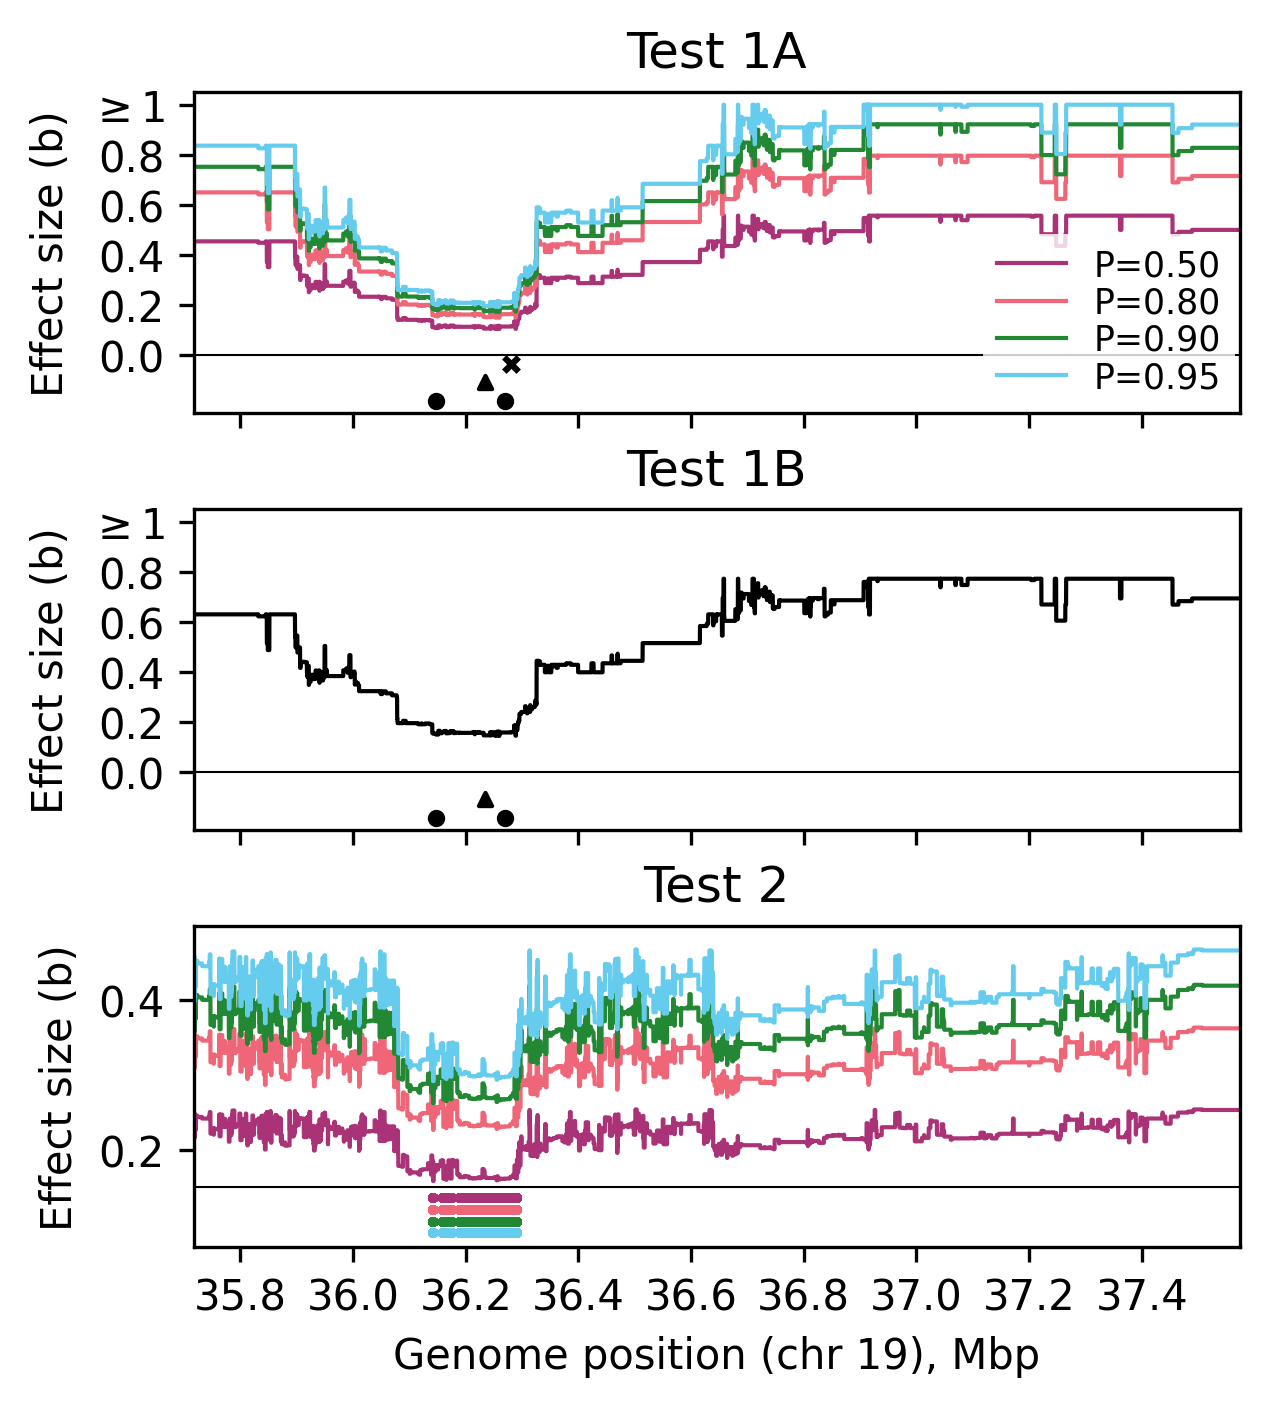 Test 1A
Effect size (b)
≥ 1
0.8
0.6
0.4
0.2
0.0
P=0.50
P=0.80
P=0.90
P=0.95
Test 1B
Effect size (b)
≥ 1
0.8
0.6
0.4
0.2
0.0
Test 2
Effect size (b)
0.4
0.2
35.8 36.0 36.2 36.4 36.6 36.8 37.0 37.2 37.4
Genome position (chr 19), Mbp